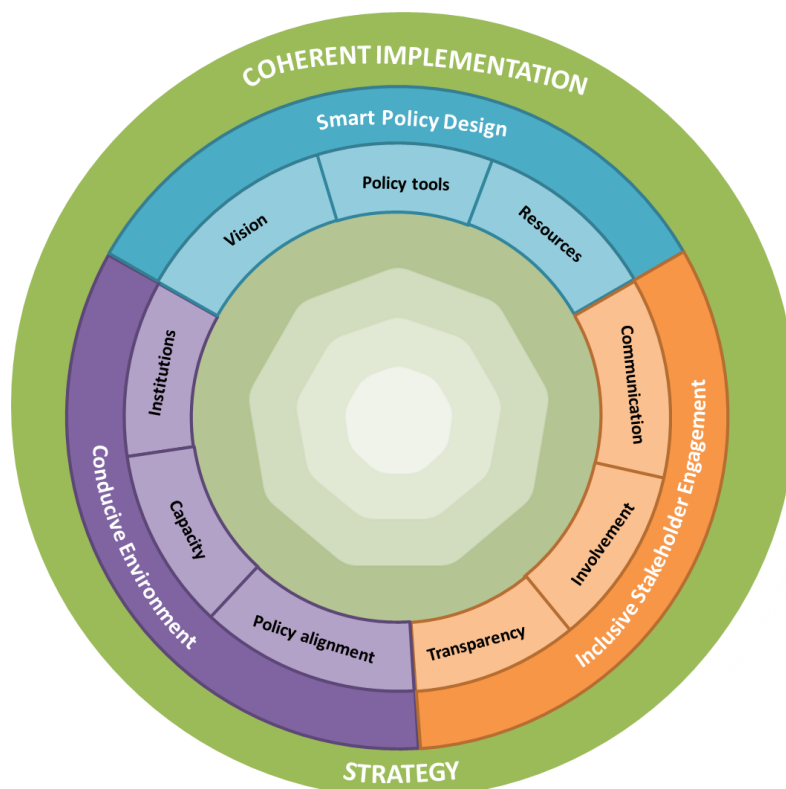 COHERENT IMPLEMENTATION
Smart Policy Design
Vision
Policy tools
Resources
Communication
Involvement
Transparency
Inclusive Stakeholder Engagement
Institutions
Capacity
Policy alignment
Conducive Environment
STRATEGY